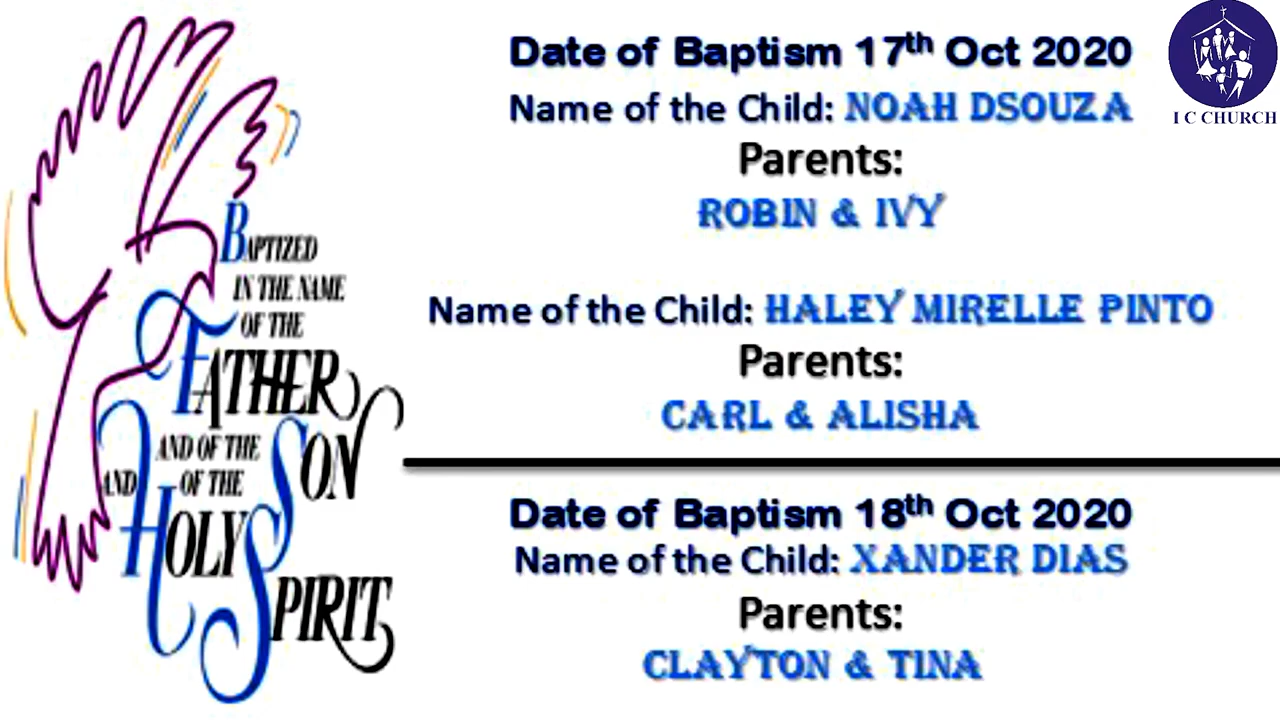 Date of Baptism 17th Oct 2020
Name of the Child: NOAH DSOUZA
Parents:
ROBIN & IVY
Name of the Child: HALEY MIRELLE PINTO
Parents:
CARL & ALISHA
Date of Baptism 18th Oct 2020
Name of the Child: XANDER DIAS
Parents:
CLAYTON & TINA
I C CHURCH
BAPTIZED
IN THE NAME
OF THE
FATHER
AND OF THE SON
AND OF THE
HOLY
SPIRIT